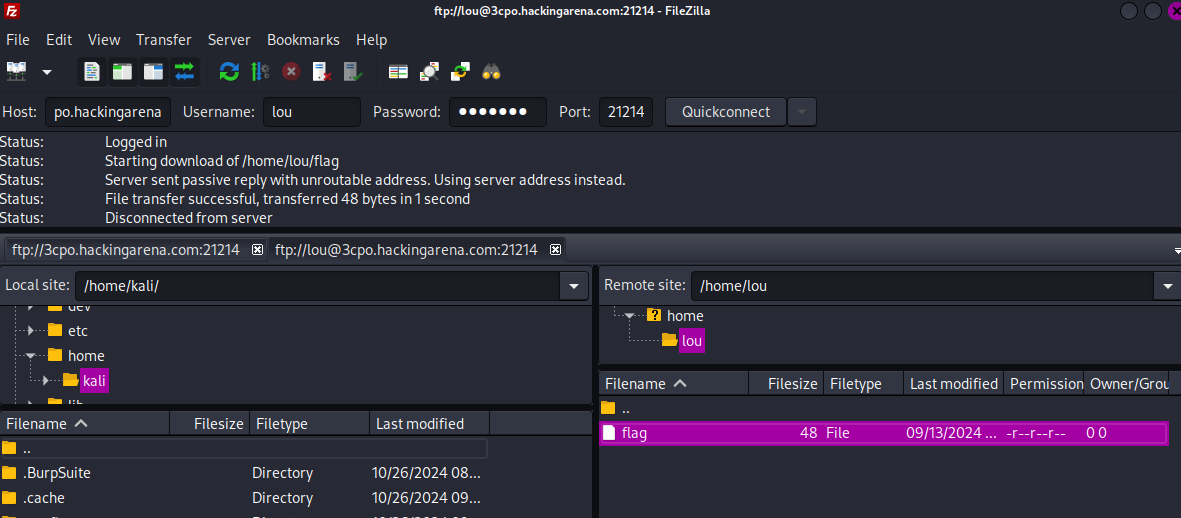 ftp://lou@3cpo.hackingarena.com:21214 - FileZilla
File Edit View Transfer Server Bookmarks Help
Host: po.hackingarena Username: lou Password: ●●●●●●● Port: 21214 Quickconnect
Status: Logged in
Status: Starting download of /home/lou/flag
Status: Server sent passive reply with unroutable address. Using server address instead.
Status: File transfer successful, transferred 48 bytes in 1 second
Status: Disconnected from server
ftp://3cpo.hackingarena.com:21214 ftp://lou@3cpo.hackingarena.com:21214
Local site: /home/kali/
dev
etc
home
kali
lib
Filename Filesize Filetype Last modified
..
.BurpSuite Directory 10/26/2024 08...
.cache Directory 10/26/2024 09...
Remote site: /home/lou
home
lou
Filename Filesize Filetype Last modified Permission Owner/Grou
..
flag 48 File 09/13/2024 ... -r--r--r-- 0 0